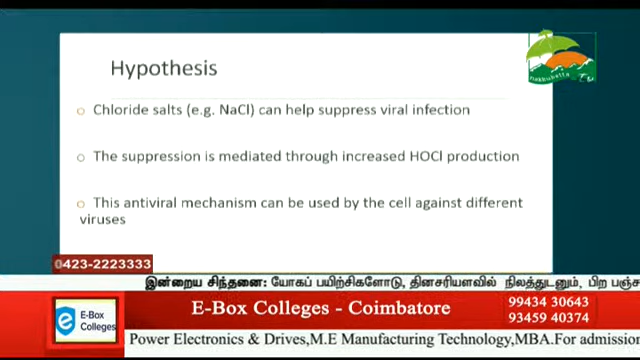 Hypothesis
Chloride salts (e.g. NaCl) can help suppress viral infection
The suppression is mediated through increased HOCl production
This antiviral mechanism can be used by the cell against different
viruses
0423-2223333
இன்றைய சிந்தனை: யோகப் பயிற்சிகளோடு, தினசரியளவில் நிலத்துடனும், பிற பஞ்ச
E-Box Colleges - Coimbatore
99434 30643
93459 40374
E-Box
Colleges
Power Electronics & Drives,M.E Manufacturing Technology,MBA.For admission